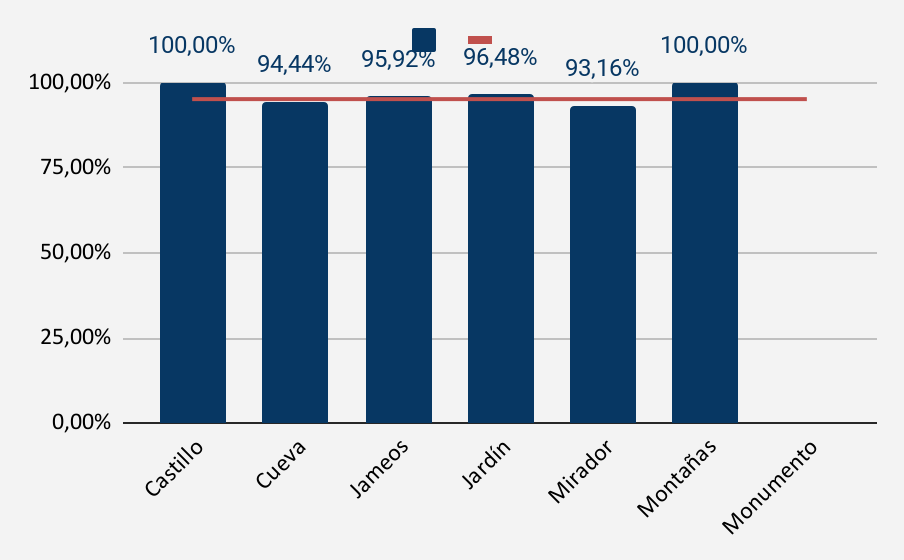 100,00%
94,44%
95,92%
96,48%
93,16%
100,00%
100,00%
75,00%
50,00%
25,00%
0,00%
Castillo
Cueva
Jameos
Jardín
Mirador
Montañas
Monumento